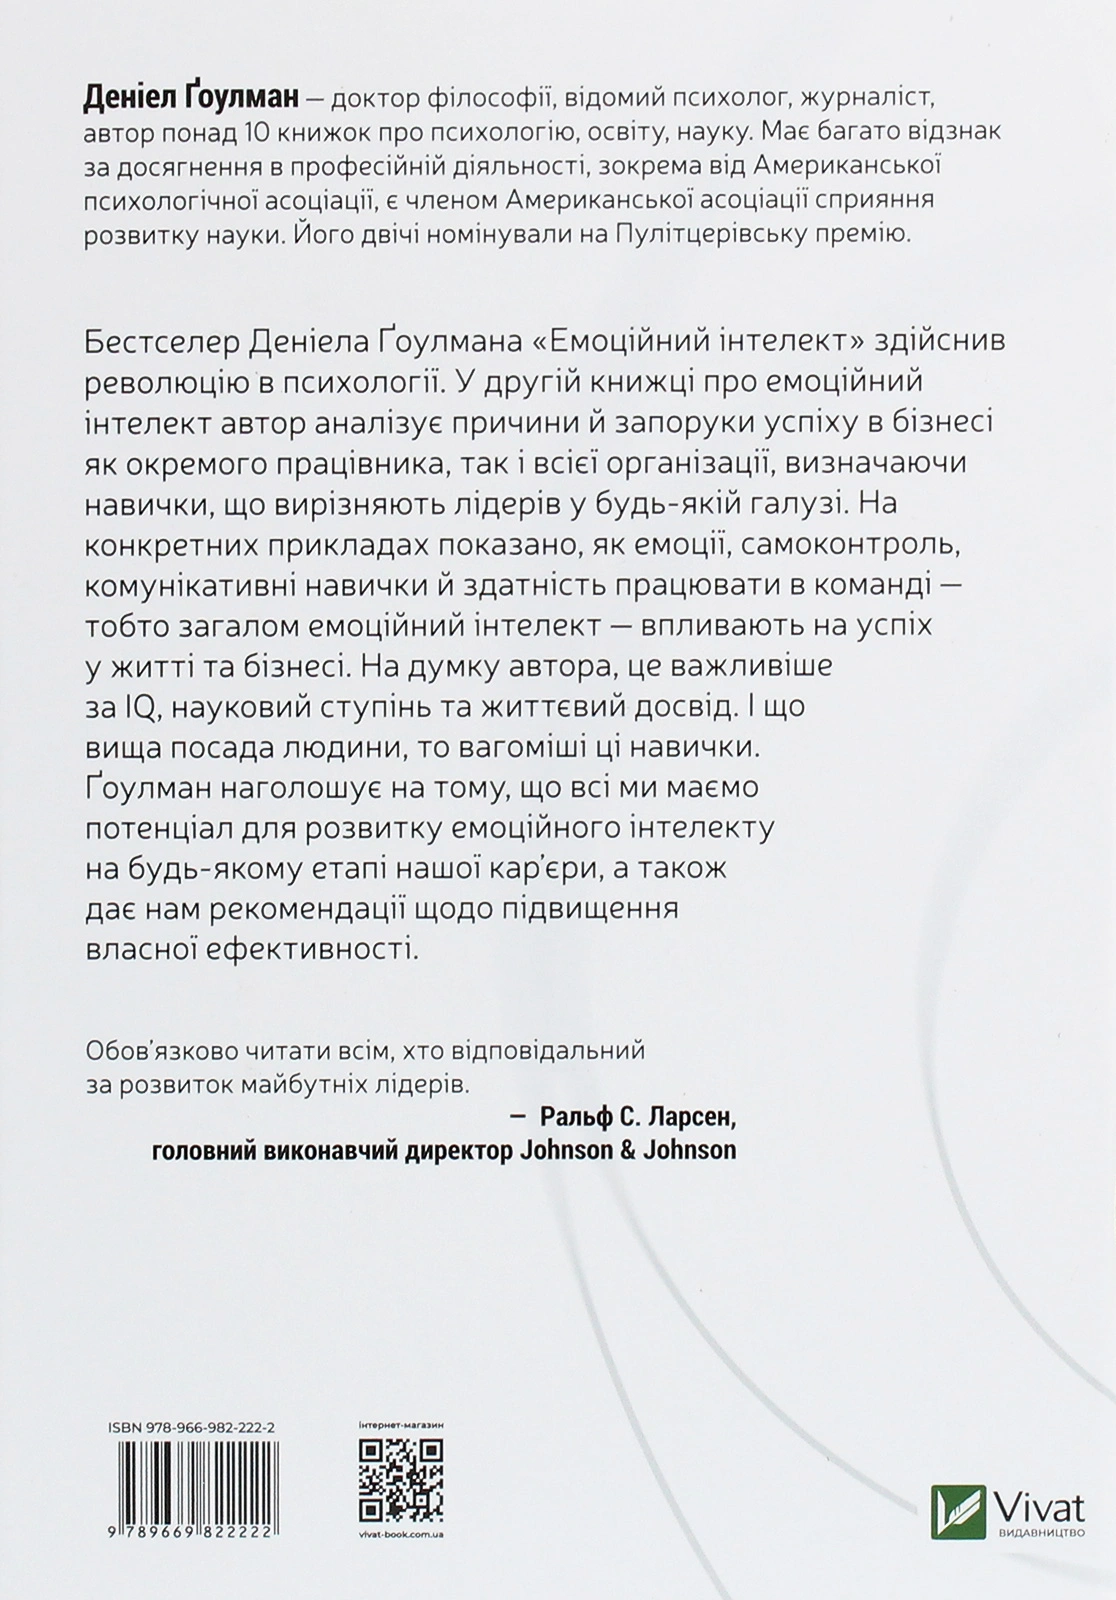 Деніел Ґоулман — доктор філософії, відомий психолог, журналіст,
автор понад 10 книжок про психологію, освіту, науку. Має багато відзнак
за досягнення в професійній діяльності, зокрема від Американської
психологічної асоціації, є членом Американської асоціації сприяння
розвитку науки. Його двічі номінували на Пулітцерівську премію.
Бестселер Деніела Ґоулмана «Емоційний інтелект» здійснив
революцію в психології. У другій книжці про емоційний
інтелект автор аналізує причини й запоруки успіху в бізнесі
як окремого працівника, так і всієї організації, визначаючи
навички, що вирізняють лідерів у будь-якій галузі. На
конкретних прикладах показано, як емоції, самоконтроль,
комунікативні навички й здатність працювати в команді —
тобто загалом емоційний інтелект — впливають на успіх
у житті та бізнесі. На думку автора, це важливіше
за IQ, науковий ступінь та життєвий досвід. І що
вища посада людини, то вагоміші ці навички.
Ґоулман наголошує на тому, що всі ми маємо
потенціал для розвитку емоційного інтелекту
на будь-якому етапі нашої кар’єри, а також
дає нам рекомендації щодо підвищення
власної ефективності.
Обов’язково читати всім, хто відповідальний
за розвиток майбутніх лідерів.
— Ральф С. Ларсен,
головний виконавчий директор Johnson & Johnson
ISBN 978-966-982-222-2
9 789669 822222
інтернет-магазин
vivat-book.com.ua
Vivat
ВИДАВНИЦТВО